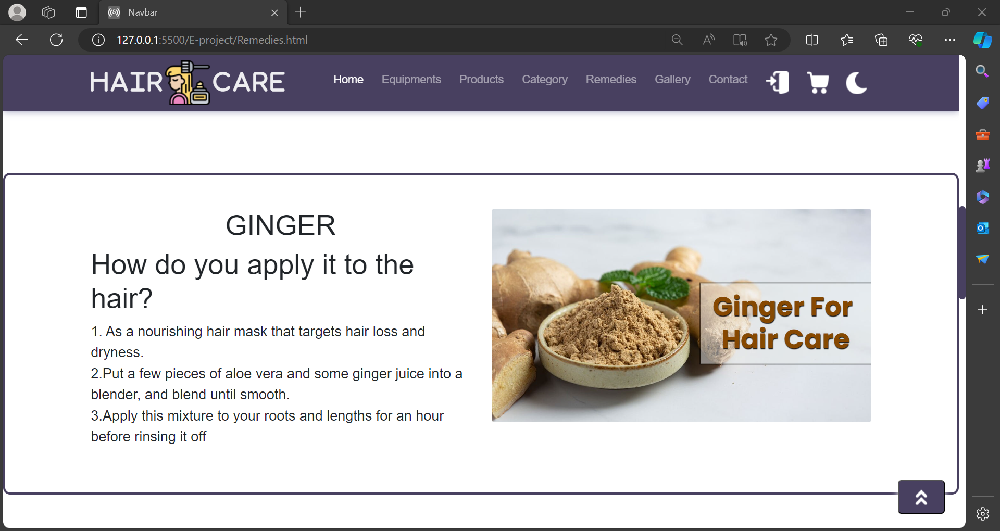 Navbar
127.0.0.1:5500/E-project/Remedies.html
HAIR CARE
Home Equipments Products Category Remedies Gallery Contact
GINGER
How do you apply it to the
hair?
1. As a nourishing hair mask that targets hair loss and
dryness.
2.Put a few pieces of aloe vera and some ginger juice into a
blender, and blend until smooth.
3.Apply this mixture to your roots and lengths for an hour
before rinsing it off
Ginger For
Hair Care